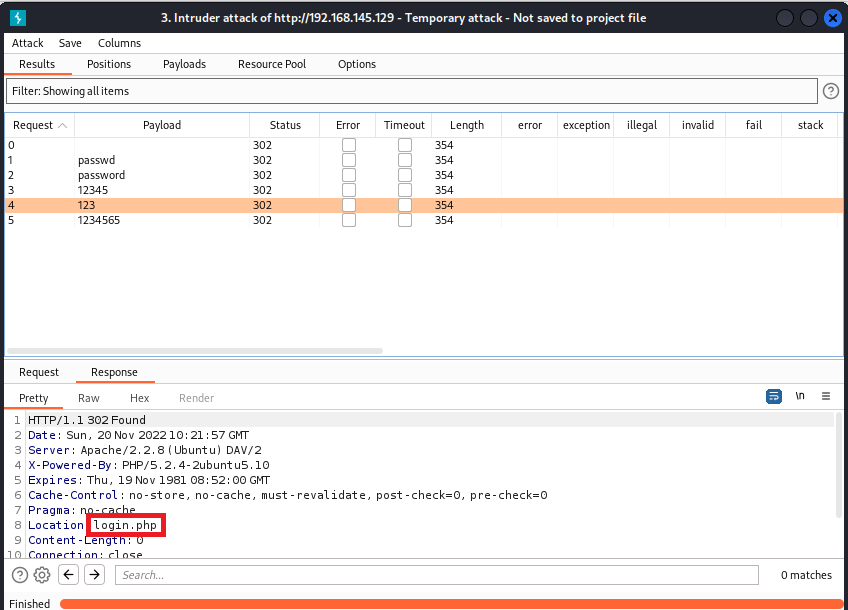 3. Intruder attack of http://192.168.145.129 - Temporary attack - Not saved to project file
Attack Save Columns
Results Positions Payloads Resource Pool Options
Filter: Showing all items ?
Request Payload Status Error Timeout Length error exception illegal invalid fail stack
0 302 354
1 passwd 302 354
2 password 302 354
3 12345 302 354
4 123 302 354
5 1234565 302 354
Request Response
Pretty Raw Hex Render \n
1 HTTP/1.1 302 Found
2 Date: Sun, 20 Nov 2022 10:21:57 GMT
3 Server: Apache/2.2.8 (Ubuntu) DAV/2
4 X-Powered-By: PHP/5.2.4-2ubuntu5.10
5 Expires: Thu, 19 Nov 1981 08:52:00 GMT
6 Cache-Control: no-store, no-cache, must-revalidate, post-check=0, pre-check=0
7 Pragma: no-cache
8 Location login.php
9 Content-Length: 0
10 Connection: close
? Search... 0 matches
Finished